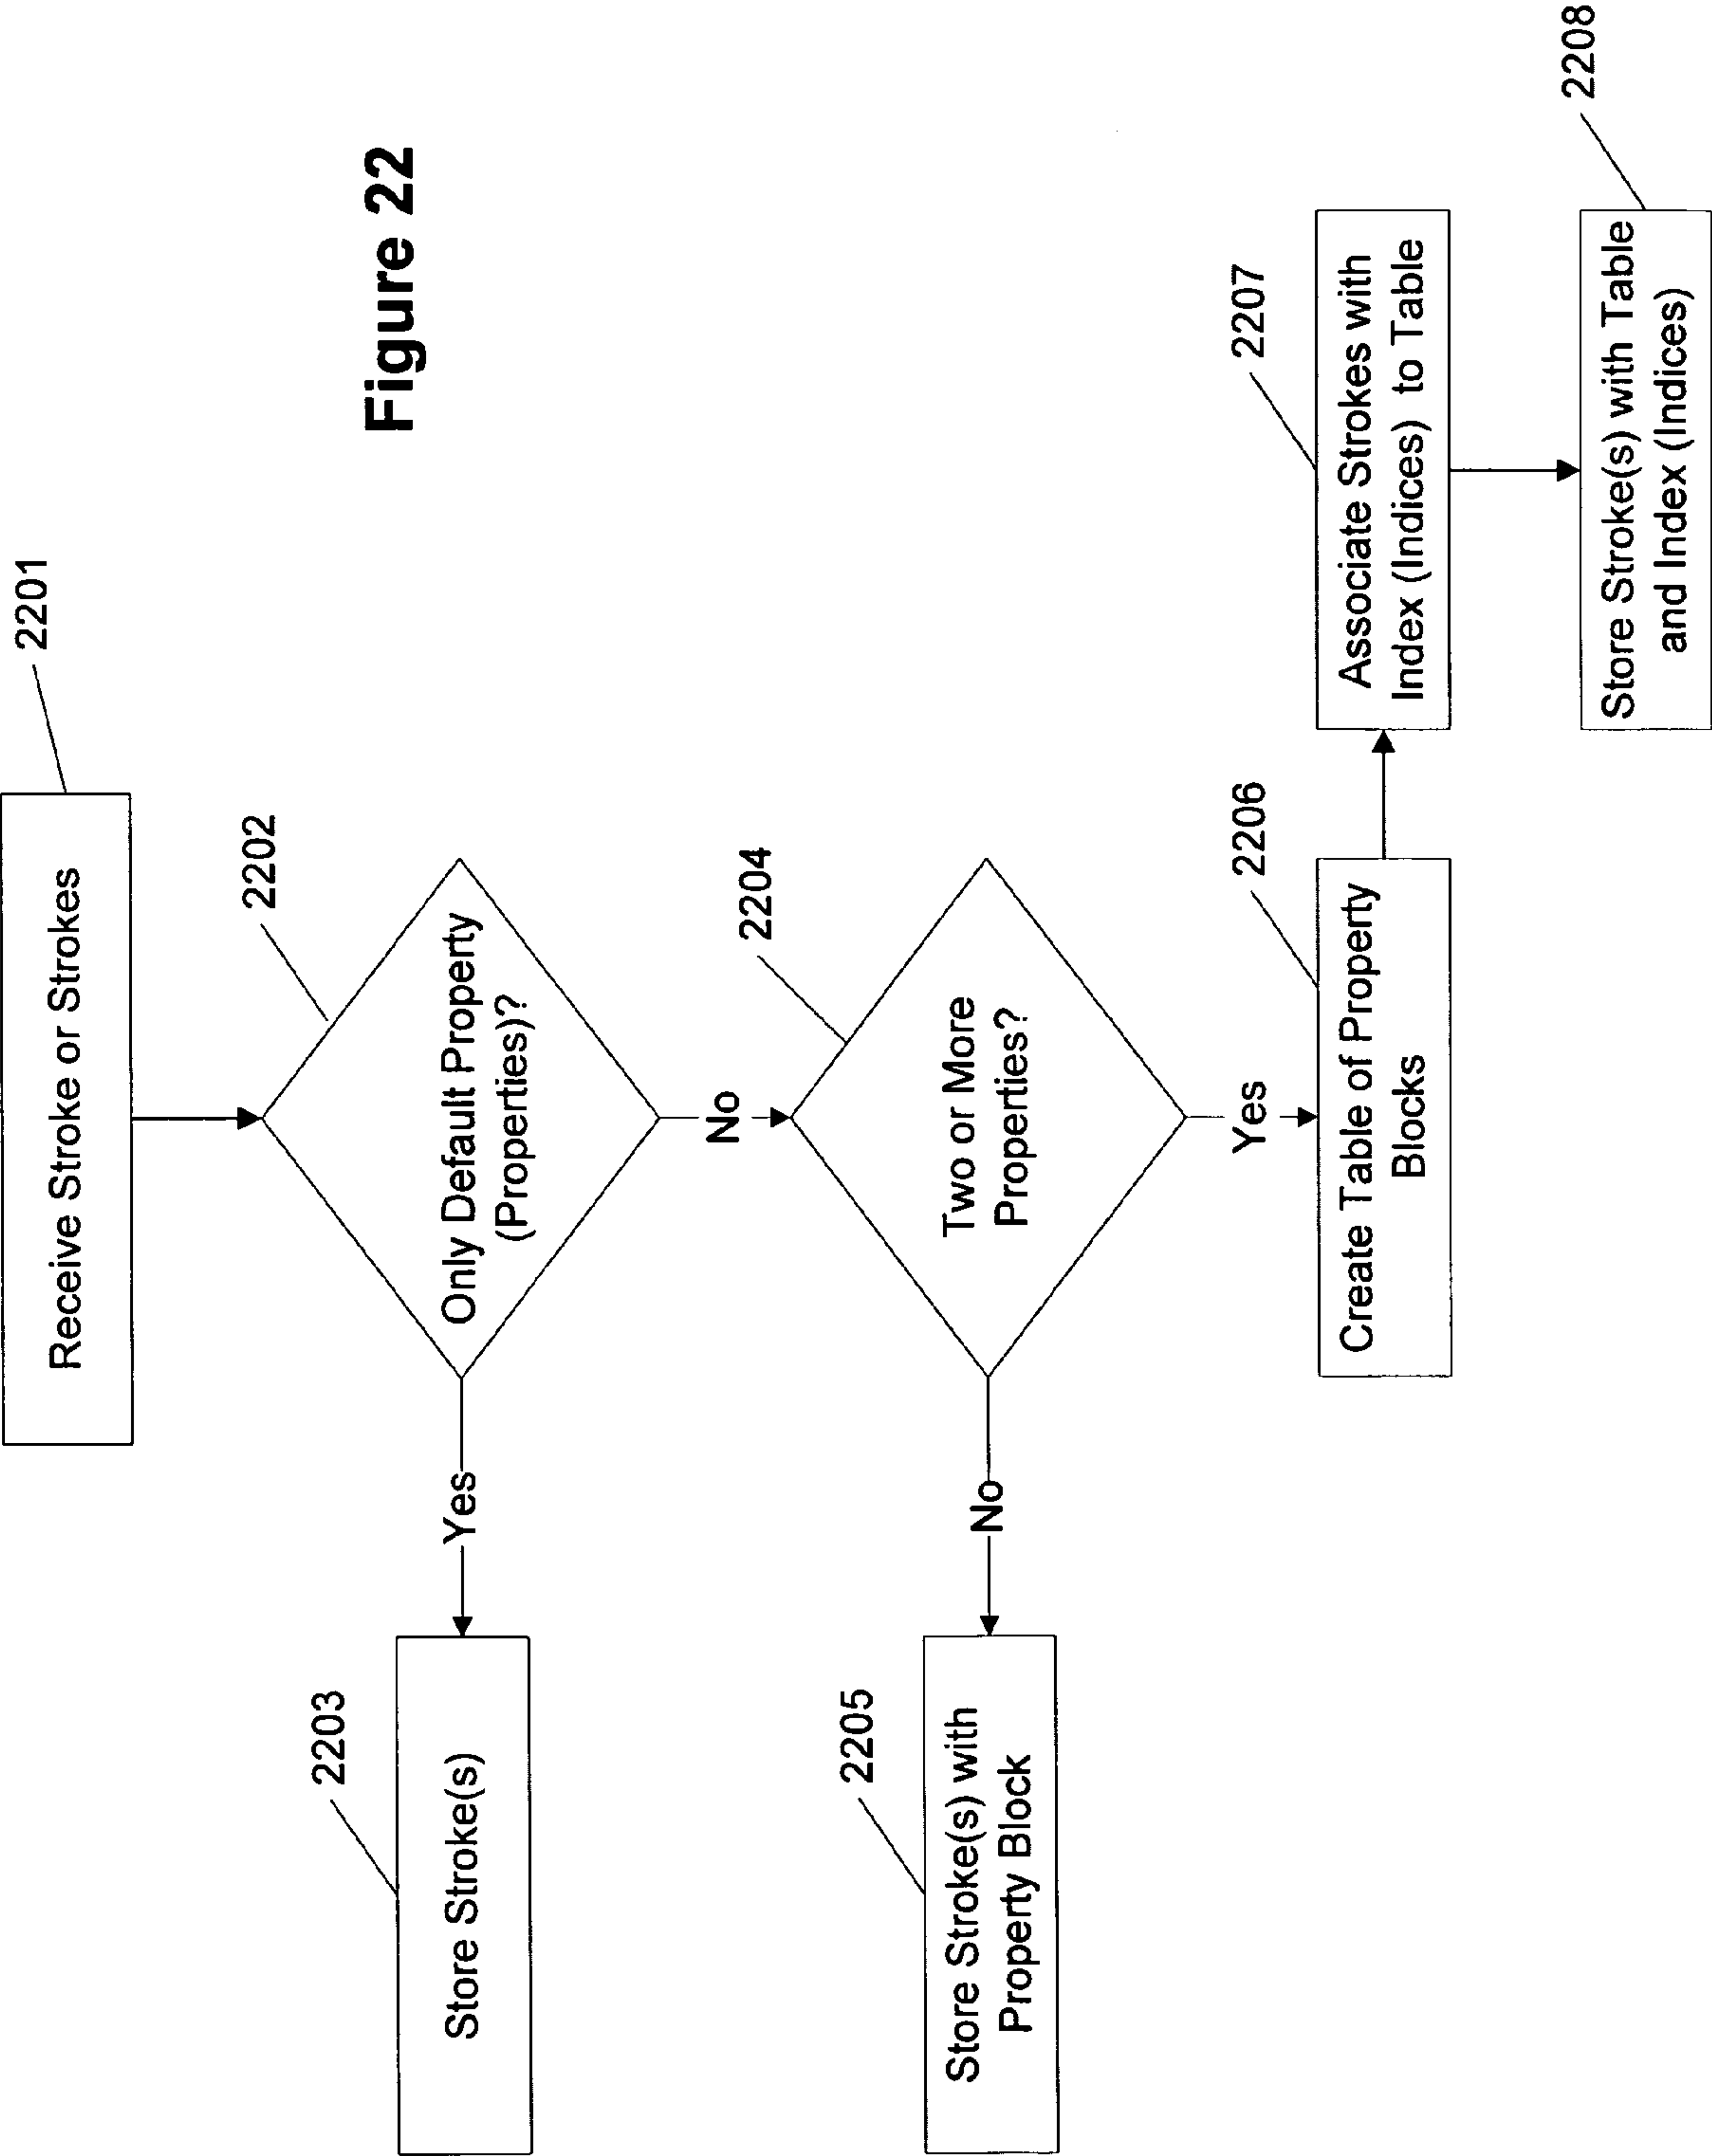 2201
Receive Stroke or Strokes
2202
Only Default Property
(Properties)?
Yes
2203
Store Stroke(s)
No
Figure 22
2204
Two or More
Properties?
No
2205
Store Stroke(s) with
Property Block
Yes
2206
Create Table of Property
Blocks
2207
Associate Strokes with
Index (Indices) to Table
2208
Store Stroke(s) with Table
and Index (Indices)